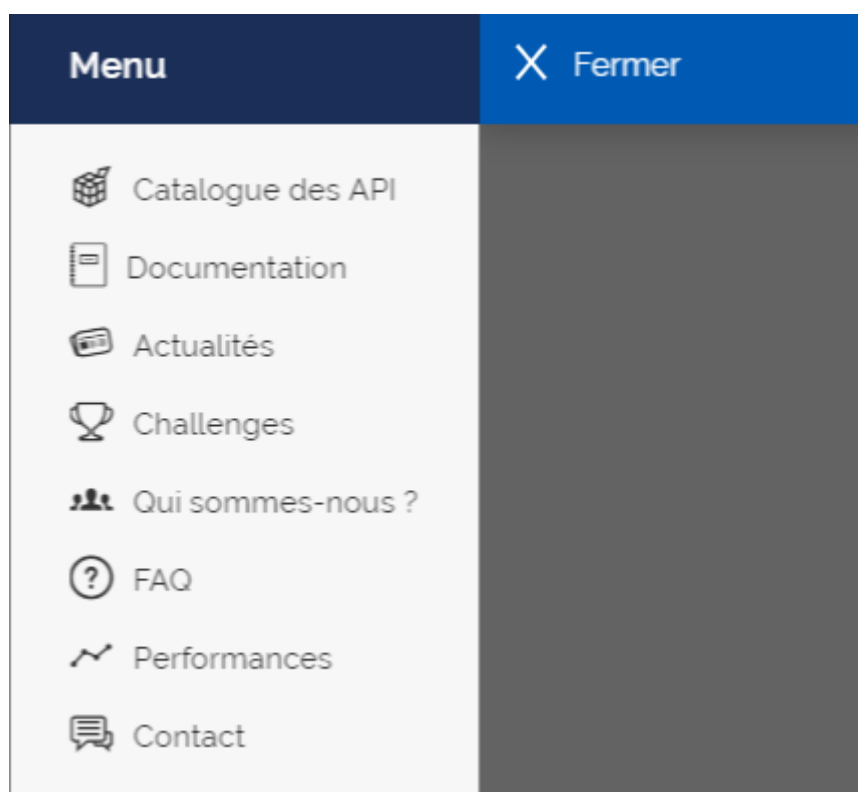 Menu
Fermer
Catalogue des API
Documentation
Actualités
Challenges
Qui sommes-nous ?
FAQ
Performances
Contact